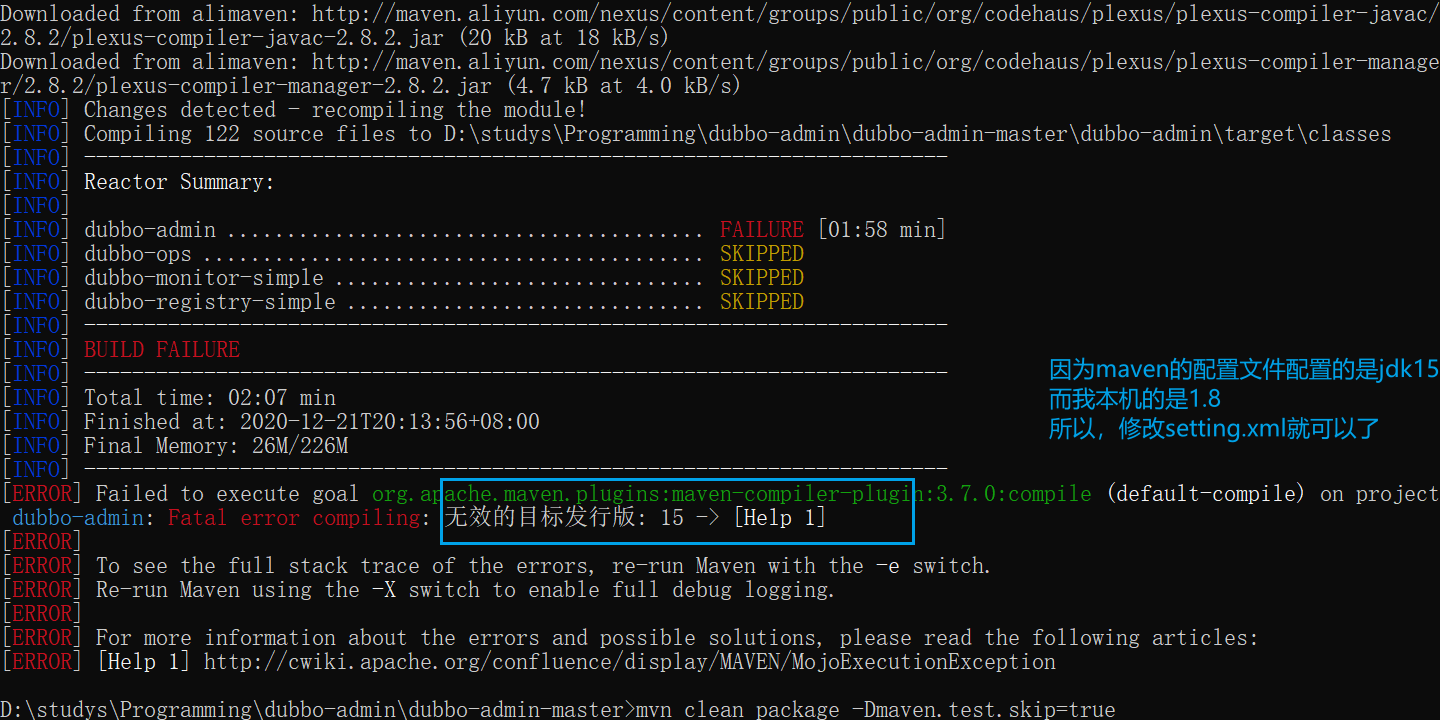 Downloaded from alimaven: http://maven.aliyun.com/nexus/content/groups/public/org/codehaus/plexus/plexus-compiler-javac/
2.8.2/plexus-compiler-javac-2.8.2.jar (20 kB at 18 kB/s)
Downloaded from alimaven: http://maven.aliyun.com/nexus/content/groups/public/org/codehaus/plexus/plexus-compiler-manage
r/2.8.2/plexus-compiler-manager-2.8.2.jar (4.7 kB at 4.0 kB/s)
[INFO] Changes detected - recompiling the module!
[INFO] Compiling 122 source files to D:\studys\Programming\dubbo-admin\dubbo-admin-master\dubbo-admin\target\classes
[INFO] ------------------------------------------------------------------------
[INFO] Reactor Summary:
[INFO]
[INFO] dubbo-admin ........................................ FAILURE [01:58 min]
[INFO] dubbo-ops .......................................... SKIPPED
[INFO] dubbo-monitor-simple ............................... SKIPPED
[INFO] dubbo-registry-simple .............................. SKIPPED
[INFO] ------------------------------------------------------------------------
[INFO] BUILD FAILURE
[INFO] ------------------------------------------------------------------------
[INFO] Total time: 02:07 min
[INFO] Finished at: 2020-12-21T20:13:56+08:00
[INFO] Final Memory: 26M/226M
[INFO] ------------------------------------------------------------------------
因为maven的配置文件配置的是jdk15
而我本机的是1.8
所以，修改setting.xml就可以了
[ERROR] Failed to execute goal org.apache.maven.plugins:maven-compiler-plugin:3.7.0:compile (default-compile) on project
dubbo-admin: Fatal error compiling: 无效的目标发行版: 15 -> [Help 1]
[ERROR]
[ERROR] To see the full stack trace of the errors, re-run Maven with the -e switch.
[ERROR] Re-run Maven using the -X switch to enable full debug logging.
[ERROR]
[ERROR] For more information about the errors and possible solutions, please read the following articles:
[ERROR] [Help 1] http://cwiki.apache.org/confluence/display/MAVEN/MojoExecutionException
D:\studys\Programming\dubbo-admin\dubbo-admin-master>mvn clean package -Dmaven.test.skip=true